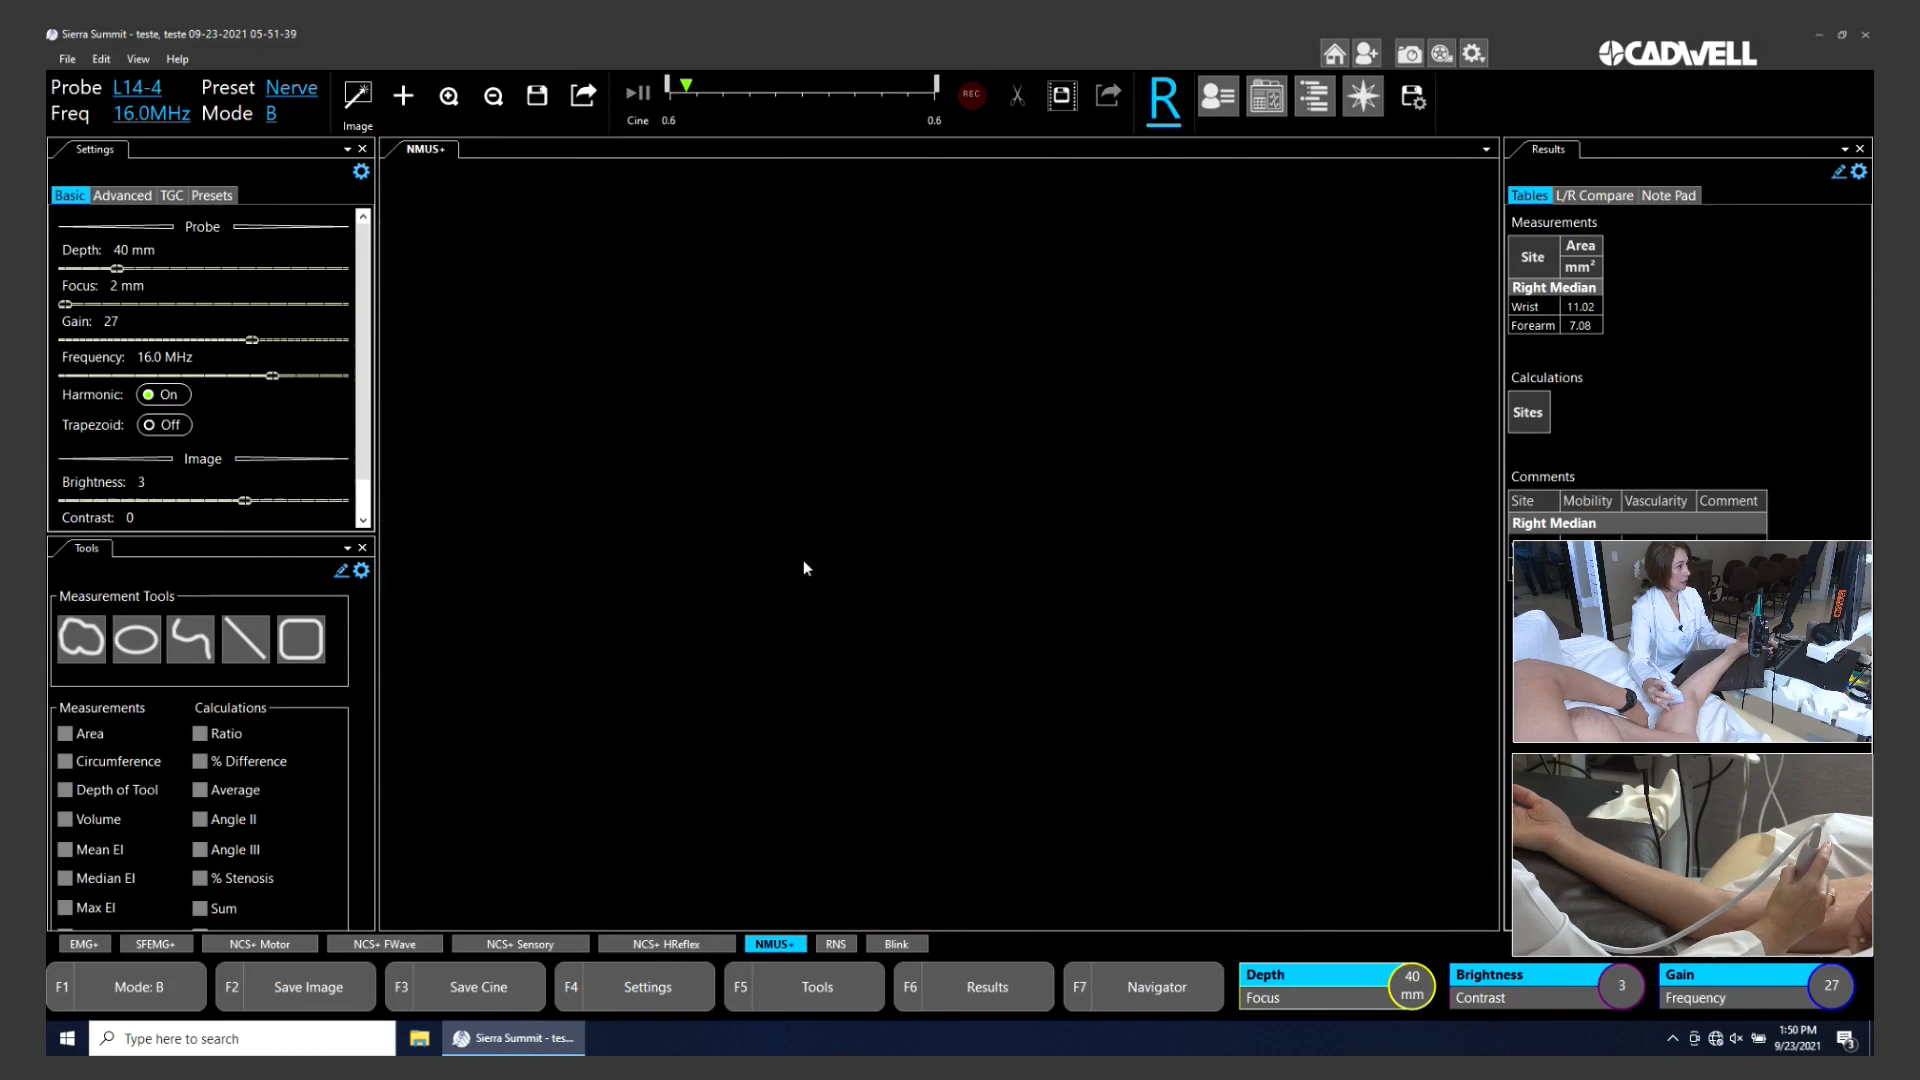 Sierra Summit - teste, teste 09-23-2021 05-51-39
File Edit View Help
CADWELL
Probe L14-4 Preset Nerve
Freq 16.0MHz Mode B
Image
Cine 0.6 0.6
REC
R
Settings
NMUS+
Results
Basic Advanced TGC Presets
Tables L/R Compare Note Pad
Probe
Depth: 40 mm
Focus: 2 mm
Gain: 27
Frequency: 16.0 MHz
Harmonic: On
Trapezoid: Off
Image
Brightness: 3
Contrast: 0
Measurements
Site Area
mm²
Right Median
Wrist 11.02
Forearm 7.08
Calculations
Sites
Comments
Site Mobility Vascularity Comment
Right Median
Tools
Measurement Tools
Measurements Calculations
Area Ratio
Circumference % Difference
Depth of Tool Average
Volume Angle II
Mean EI Angle III
Median EI % Stenosis
Max EI Sum
EMG+ SFEMG+ NCS+ Motor NCS+ FWave NCS+ Sensory NCS+ HReflex NMUS+ RNS Blink
F1 Mode: B F2 Save Image F3 Save Cine F4 Settings F5 Tools F6 Results F7 Navigator
Depth 40 mm Brightness 3 Gain 27
Focus Contrast Frequency
Type here to search
Sierra Summit - tes...
1:50 PM
9/23/2021
3